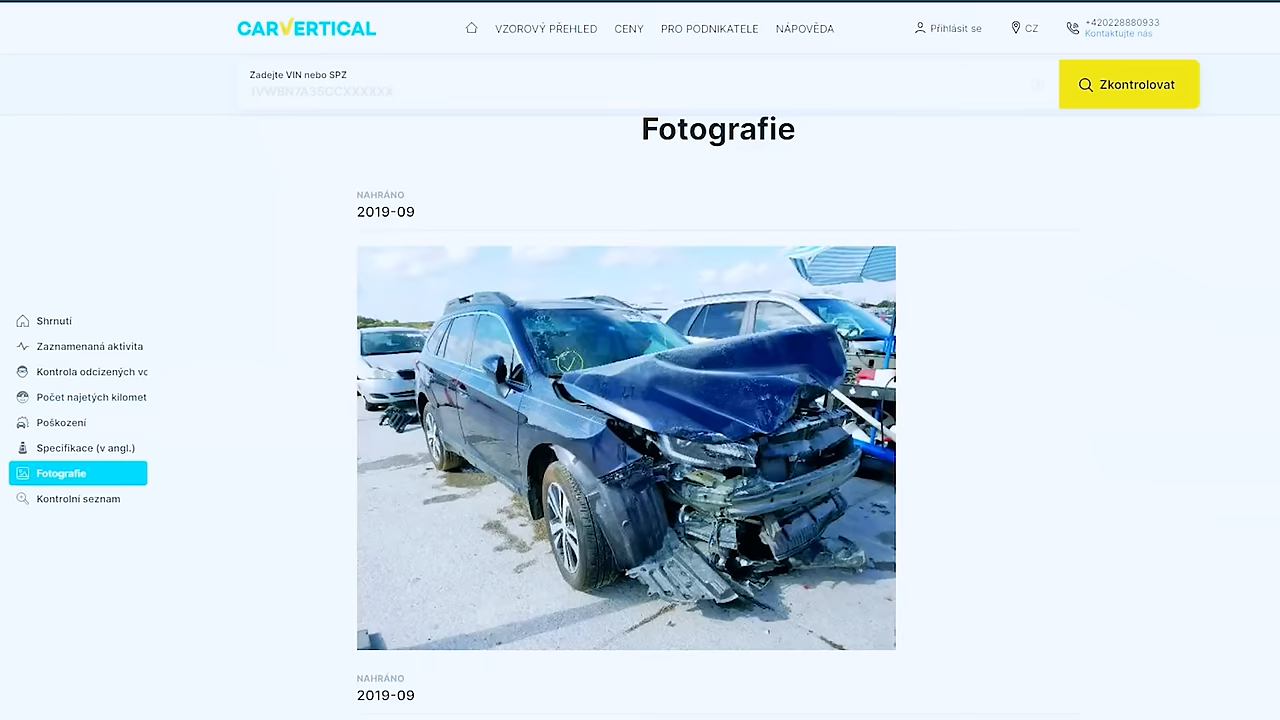 CARVERTICAL
VZOROVÝ PŘEHLED
CENY
PRO PODNIKATELE
NÁPOVĚDA
Přihlásit se
CZ
+420228880933
Kontaktujte nás
Zadejte VIN nebo SPZ
Zkontrolovat
Fotografie
NAHRÁNO
2019-09
Shrnutí
Zaznamenaná aktivita
Kontrola odcizených vo
Počet najetých kilomet
Poškození
Specifikace (v angl.)
Fotografie
Kontrolní seznam
NAHRÁNO
2019-09